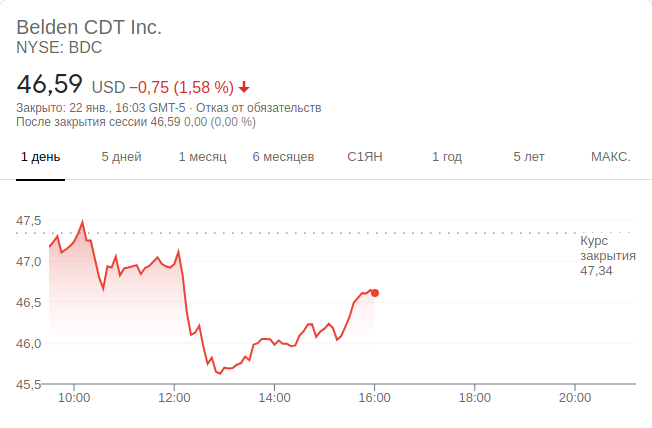 Belden CDT Inc.
NYSE: BDC
46,59 USD −0,75 (1,58 %)
Закрыто: 22 янв., 16:03 GMT-5 · Отказ от обязательств
После закрытия сессии 46,59 0,00 (0,00 %)
1 день 5 дней 1 месяц 6 месяцев С1ЯН 1 год 5 лет МАКС.
47,5
Курс
закрытия
47,34
47,0
46,5
46,0
45,5
10:00 12:00 14:00 16:00 18:00 20:00